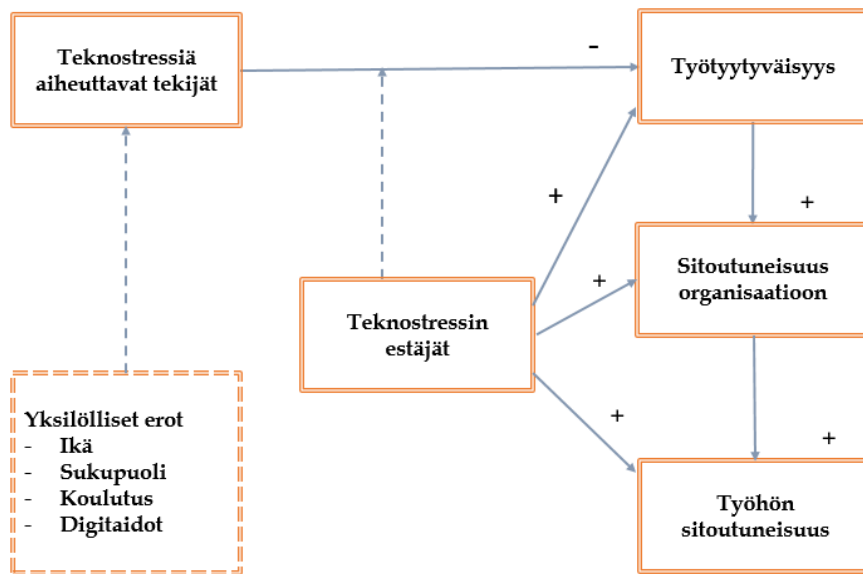 Teknostressiä
aiheuttavat tekijät
-
Työtyytyväisyys
+
+
Sitoutuneisuus
organisaatioon
+
Teknostressin
estäjät
Yksilölliset erot
- Ikä
- Sukupuoli
- Koulutus
- Digitaidot
+
+
Työhön
sitoutuneisuus